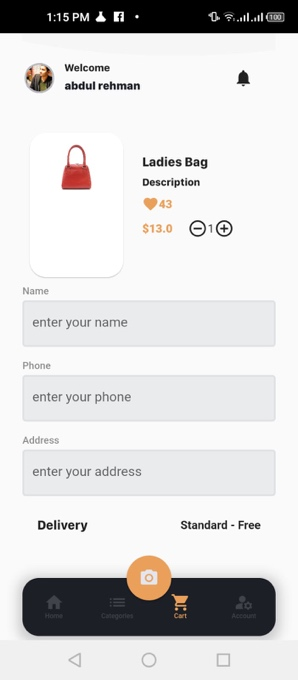 1:15 PM
100
Welcome
abdul rehman
Ladies Bag
Description
43
$13.0 1
Name
enter your name
Phone
enter your phone
Address
enter your address
Delivery Standard - Free
Home Categories Cart Account